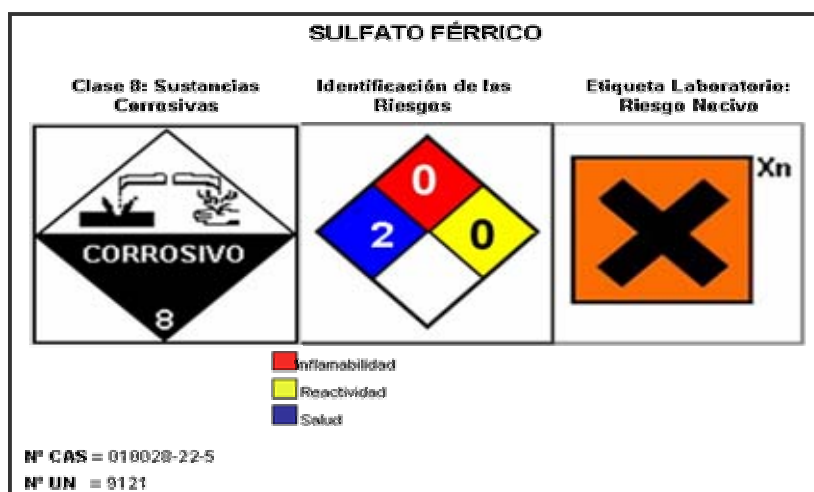 SULFATO FÉRRICO
Clase 8: Sustancias
Corrosivas
Identificación de los
Riesgos
Etiqueta Laboratorio:
Riesgo Nocivo
CORROSIVO
8
0
2
0
Xn
Inflamabilidad
Reactividad
Salud
Nº CAS = 010028-22-5
Nº UN = 9121